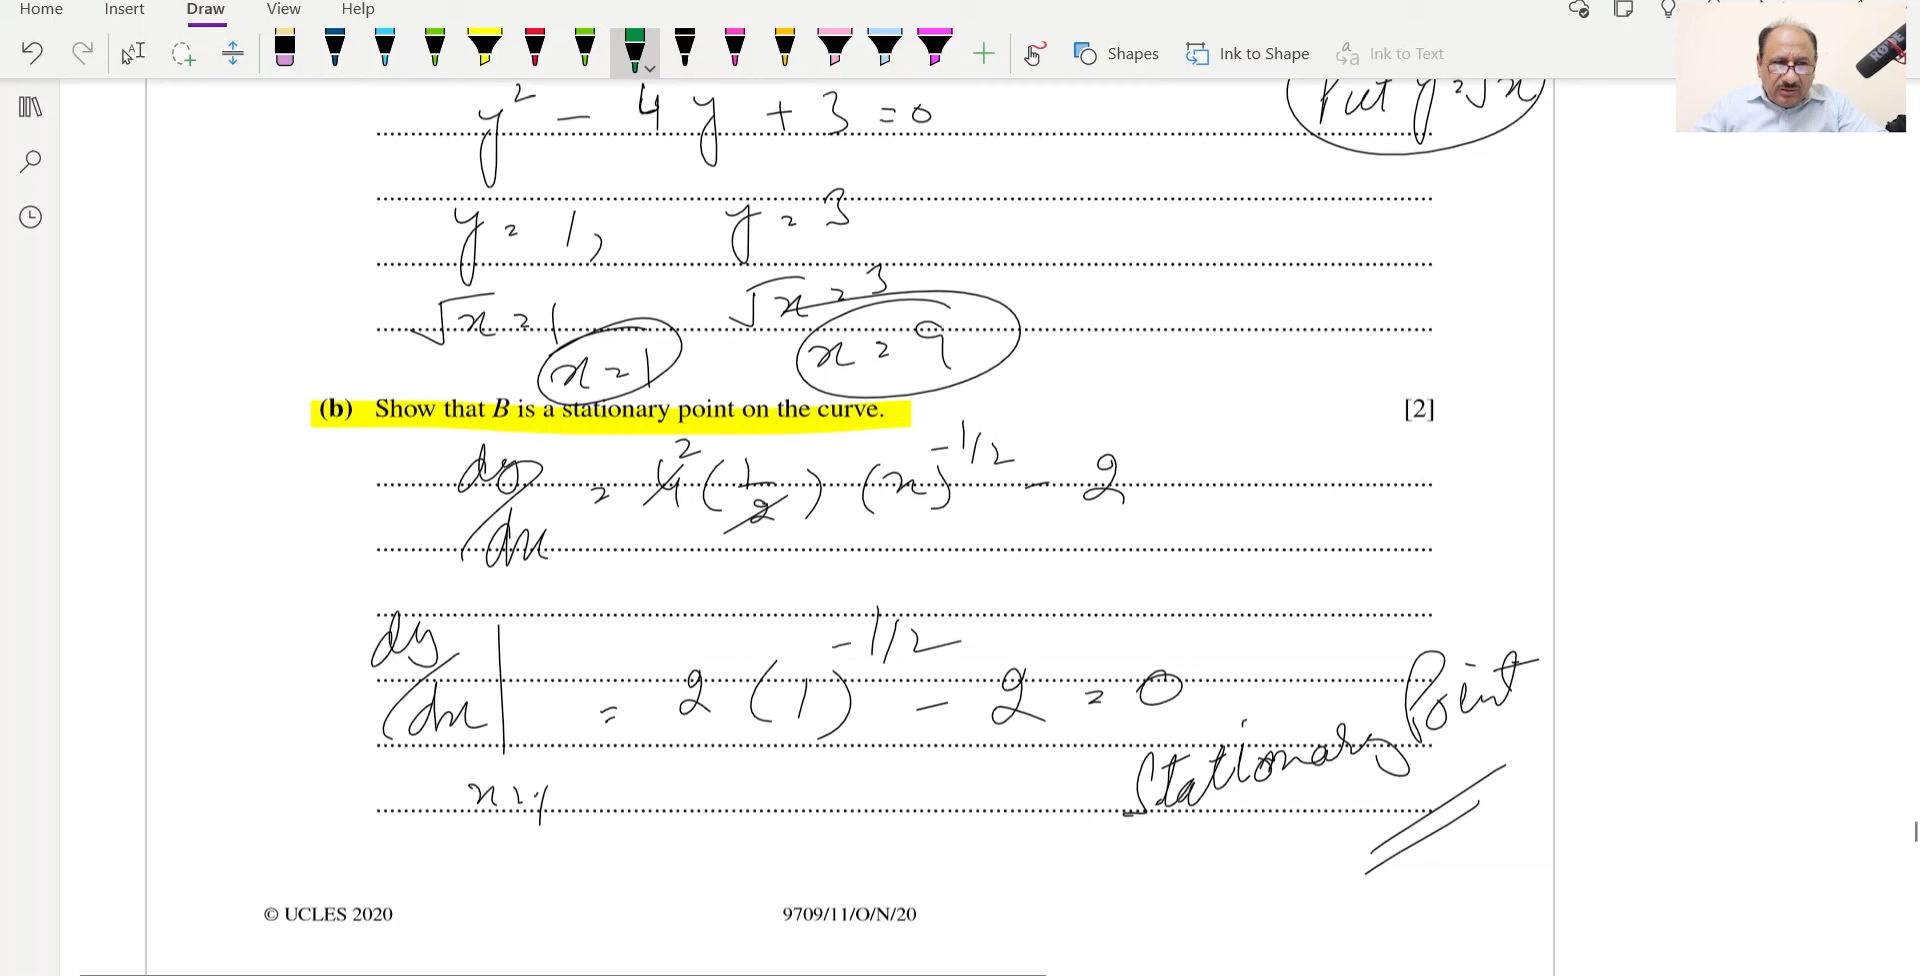 Home Insert Draw View Help
Shapes Ink to Shape Ink to Text
RØDE
y² - 4y + 3 = 0
Put y = √x
y = 1, y = 3
√x = 1 √x = 3
x = 1 x = 9
(b) Show that B is a stationary point on the curve. [2]
dy/dx = 4 2 (1/2) (x)^-1/2 - 2
dy/dx | x = 1 = 2 (1)^-1/2 - 2 = 0
Stationary Point
© UCLES 2020 9709/11/O/N/20